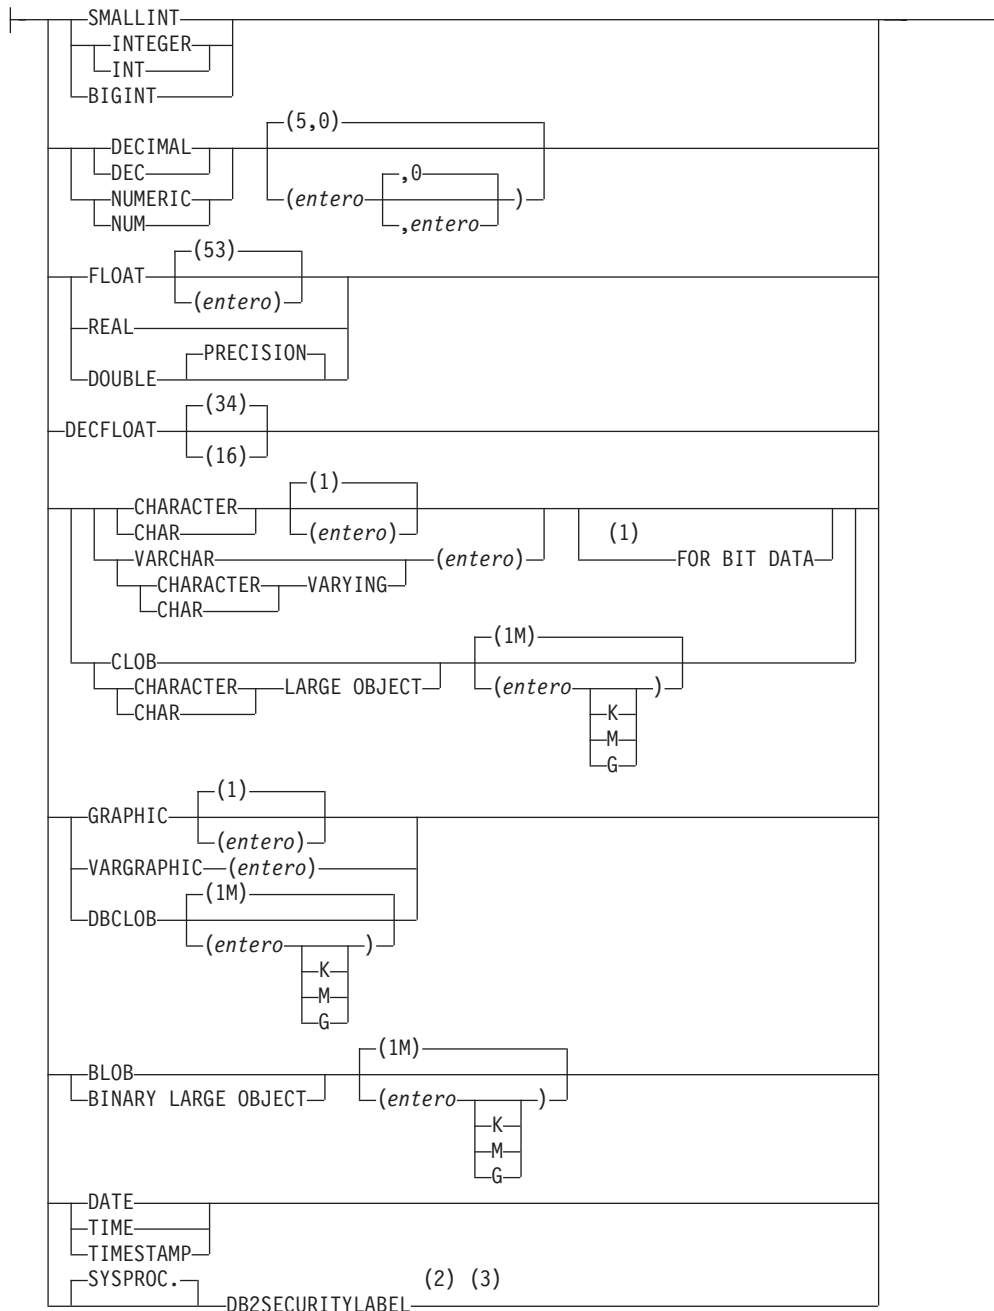 SMALLINT
INTEGER
INT
BIGINT
(5,0)
DECIMAL
DEC
,0
NUMERIC (entero )
NUM ,entero
(53)
FLOAT
(entero)
REAL
PRECISION
DOUBLE
(34)
DECFLOAT
(16)
(1)
CHARACTER
CHAR (entero) (1)
VARCHAR (entero) FOR BIT DATA
CHARACTER VARYING
CHAR
(1M)
CLOB
CHARACTER LARGE OBJECT (entero )
CHAR K
M
G
(1)
GRAPHIC
(entero)
VARGRAPHIC (entero)
(1M)
DBCLOB
(entero )
K
M
G
(1M)
BLOB
BINARY LARGE OBJECT (entero )
K
M
G
DATE
TIME
TIMESTAMP
SYSPROC. (2) (3)
DB2SECURITYLABEL